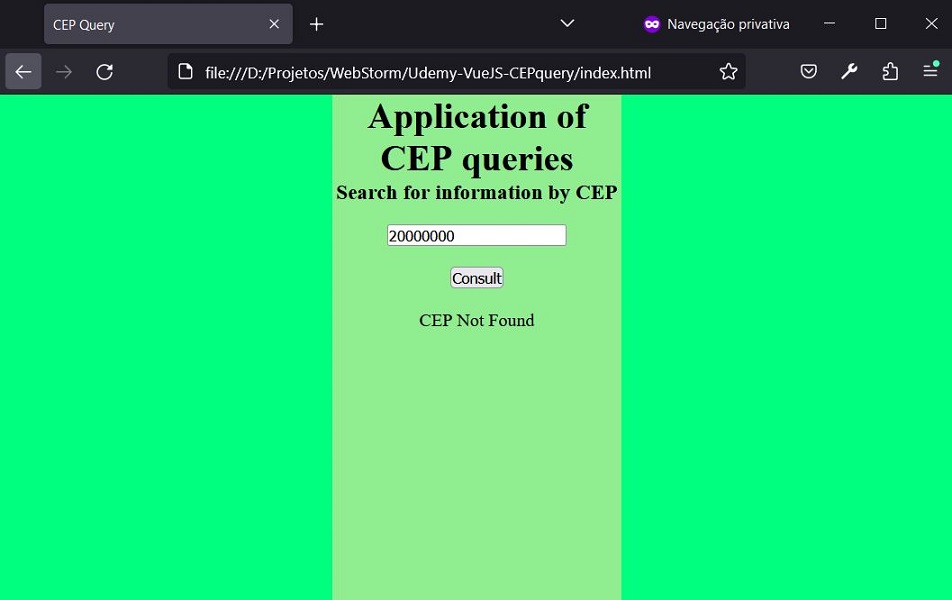 CEP Query
Navegação privativa
file:///D:/Projetos/WebStorm/Udemy-VueJS-CEPquery/index.html
Application of
CEP queries
Search for information by CEP
20000000
Consult
CEP Not Found